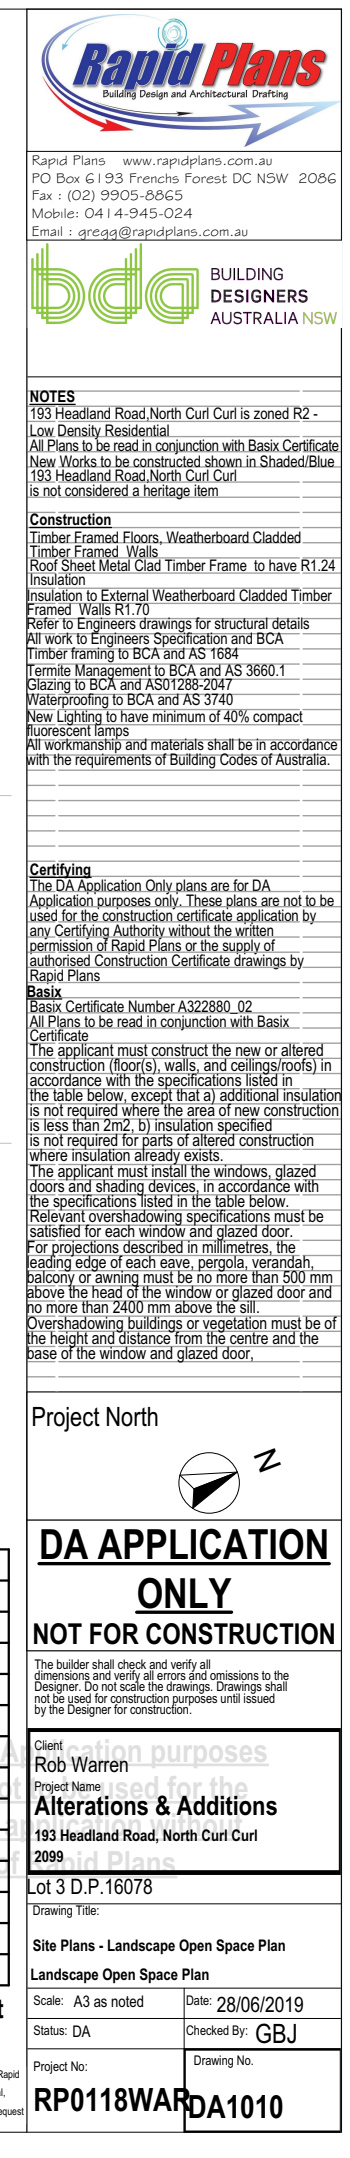 Rapid Plans
Building Design and Architectural Drafting
Rapid Plans www.rapidplans.com.au
PO Box 6193 Frenchs Forest DC NSW 2086
Fax : (02) 9905-8865
Mobile: 0414-945-024
Email : gregg@rapidplans.com.au
bda
BUILDING
DESIGNERS
AUSTRALIA NSW
NOTES
193 Headland Road,North Curl Curl is zoned R2 -
Low Density Residential
All Plans to be read in conjunction with Basix Certificate
New Works to be constructed shown in Shaded/Blue
193 Headland Road,North Curl Curl
is not considered a heritage item
Construction
Timber Framed Floors, Weatherboard Cladded
Timber Framed Walls
Roof Sheet Metal Clad Timber Frame to have R1.24
Insulation
Insulation to External Weatherboard Cladded Timber
Framed Walls R1.70
Refer to Engineers drawings for structural details
All work to Engineers Specification and BCA
Timber framing to BCA and AS 1684
Termite Management to BCA and AS 3660.1
Glazing to BCA and AS01288-2047
Waterproofing to BCA and AS 3740
New Lighting to have minimum of 40% compact
fluorescent lamps
All workmanship and materials shall be in accordance
with the requirements of Building Codes of Australia.
Certifying
The DA Application Only plans are for DA
Application purposes only. These plans are not to be
used for the construction certificate application by
any Certifying Authority without the written
permission of Rapid Plans or the supply of
authorised Construction Certificate drawings by
Rapid Plans
Basix
Basix Certificate Number A322880_02
All Plans to be read in conjunction with Basix
Certificate
The applicant must construct the new or altered
construction (floor(s), walls, and ceilings/roofs) in
accordance with the specifications listed in
the table below, except that a) additional insulation
is not required where the area of new construction
is less than 2m2, b) insulation specified
is not required for parts of altered construction
where insulation already exists.
The applicant must install the windows, glazed
doors and shading devices, in accordance with
the specifications listed in the table below.
Relevant overshadowing specifications must be
satisfied for each window and glazed door.
For projections described in millimetres, the
leading edge of each eave, pergola, verandah,
balcony or awning must be no more than 500 mm
above the head of the window or glazed door and
no more than 2400 mm above the sill.
Overshadowing buildings or vegetation must be of
the height and distance from the centre and the
base of the window and glazed door,
Project North
N
DA APPLICATION
ONLY
NOT FOR CONSTRUCTION
The builder shall check and verify all
dimensions and verify all errors and omissions to the
Designer. Do not scale the drawings. Drawings shall
not be used for construction purposes until issued
by the Designer for construction.
Application purposes
not to be used for the
application without
of Rapid Plans
Client
Rob Warren
Project Name
Alterations & Additions
193 Headland Road, North Curl Curl
2099
Lot 3 D.P.16078
Drawing Title:
Site Plans - Landscape Open Space Plan
Landscape Open Space Plan
Scale: A3 as noted
Date: 28/06/2019
Status: DA
Checked By: GBJ
Project No:
RP0118WAR
Drawing No.
DA1010
Rapid